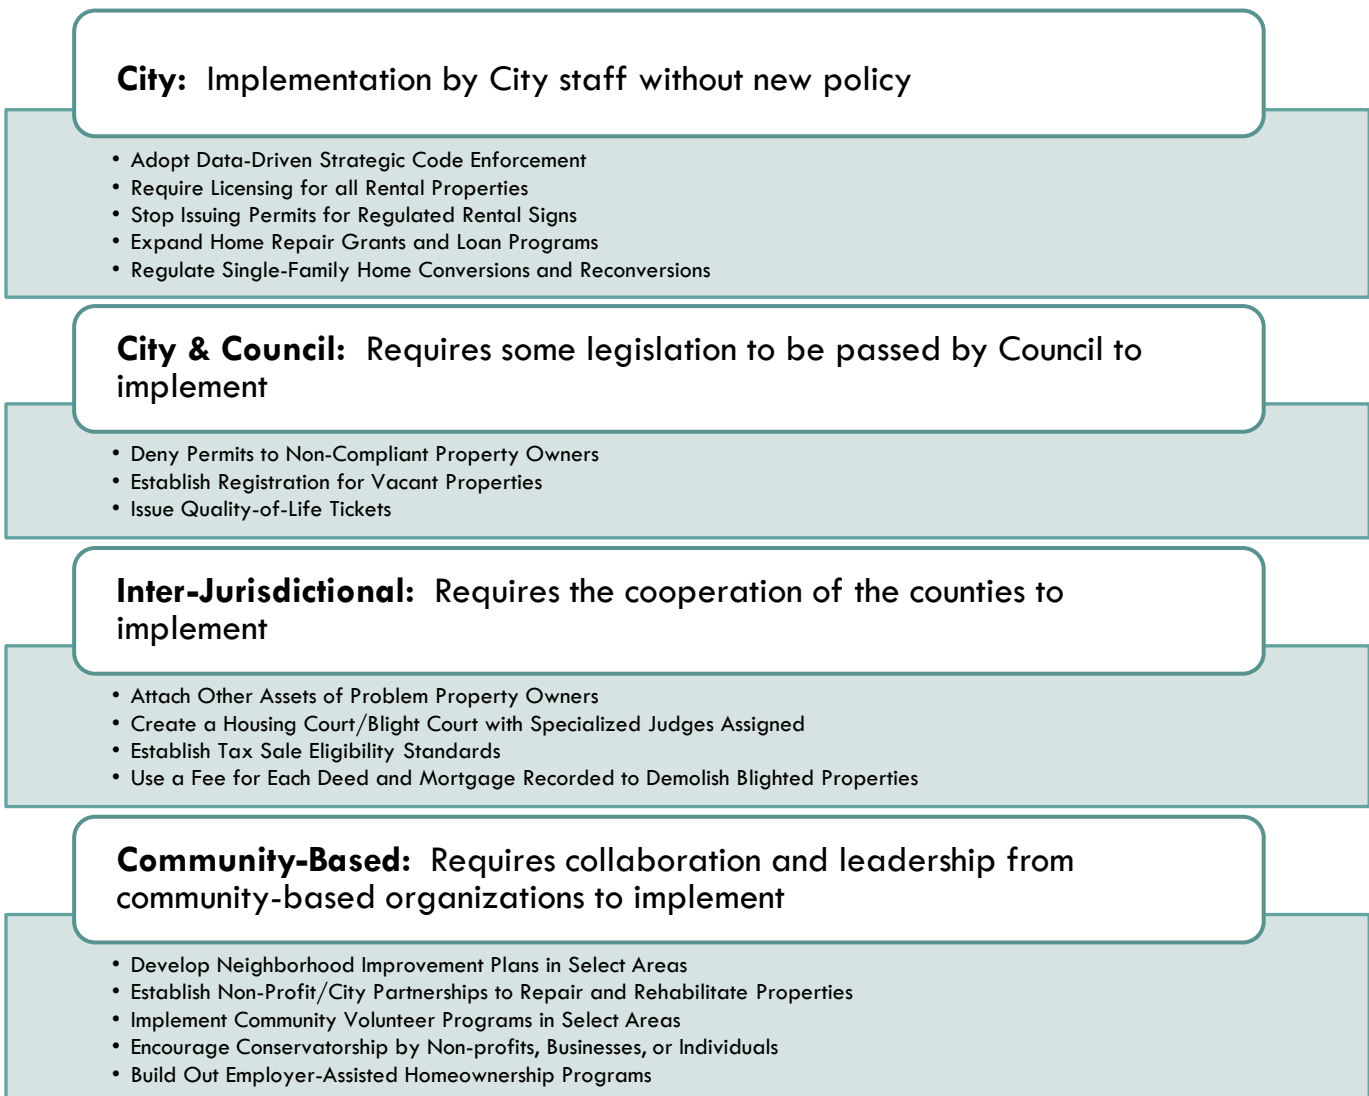 City: Implementation by City staff without new policy
• Adopt Data-Driven Strategic Code Enforcement
• Require Licensing for all Rental Properties
• Stop Issuing Permits for Regulated Rental Signs
• Expand Home Repair Grants and Loan Programs
• Regulate Single-Family Home Conversions and Reconversions
City & Council: Requires some legislation to be passed by Council to
implement
• Deny Permits to Non-Compliant Property Owners
• Establish Registration for Vacant Properties
• Issue Quality-of-Life Tickets
Inter-Jurisdictional: Requires the cooperation of the counties to
implement
• Attach Other Assets of Problem Property Owners
• Create a Housing Court/Blight Court with Specialized Judges Assigned
• Establish Tax Sale Eligibility Standards
• Use a Fee for Each Deed and Mortgage Recorded to Demolish Blighted Properties
Community-Based: Requires collaboration and leadership from
community-based organizations to implement
• Develop Neighborhood Improvement Plans in Select Areas
• Establish Non-Profit/City Partnerships to Repair and Rehabilitate Properties
• Implement Community Volunteer Programs in Select Areas
• Encourage Conservatorship by Non-profits, Businesses, or Individuals
• Build Out Employer-Assisted Homeownership Programs